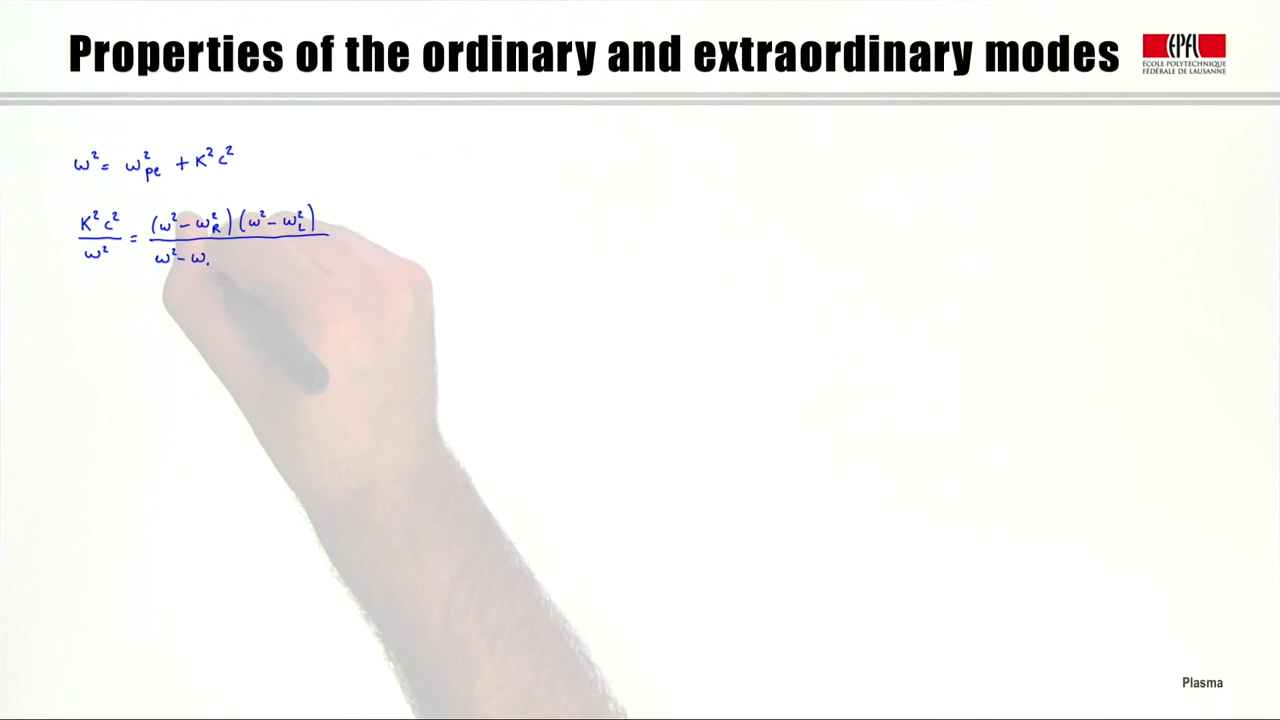 Properties of the ordinary and extraordinary modes
EPFL
ÉCOLE POLYTECHNIQUE
FÉDÉRALE DE LAUSANNE
ω² = ω²pe + K²c²
K²c²/ω² = (ω² − ω²R)(ω² − ω²L)/ω² − ω
Plasma